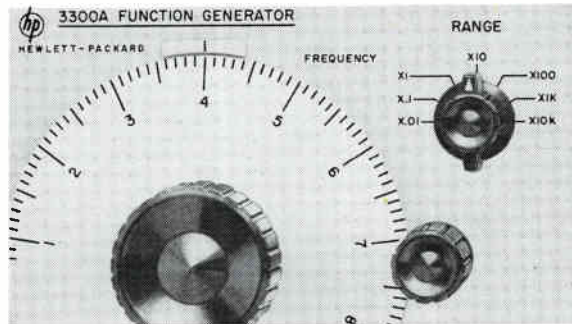 hp
3300A FUNCTION GENERATOR
HEWLETT-PACKARD
RANGE
FREQUENCY
X10
X1
X100
X.1
X1K
X.01
X10K
1
2
3
4
5
6
7
8